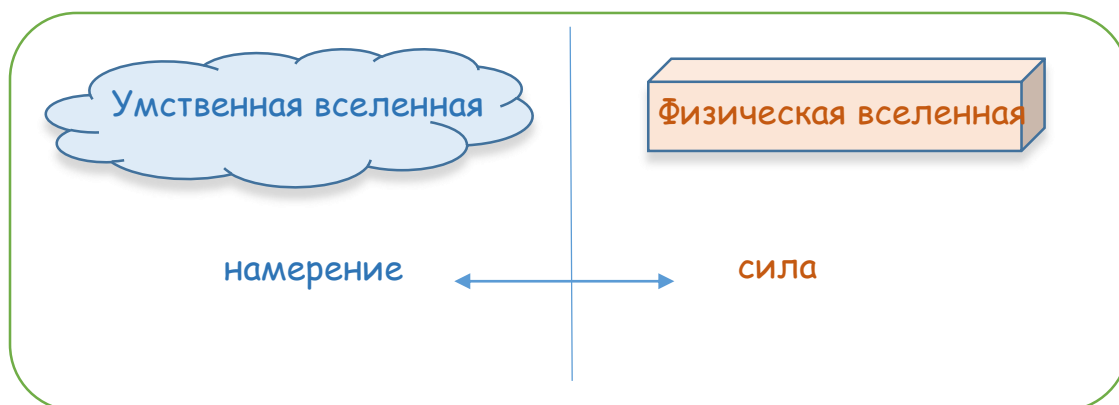 Умственная вселенная
Физическая вселенная
намерение
сила